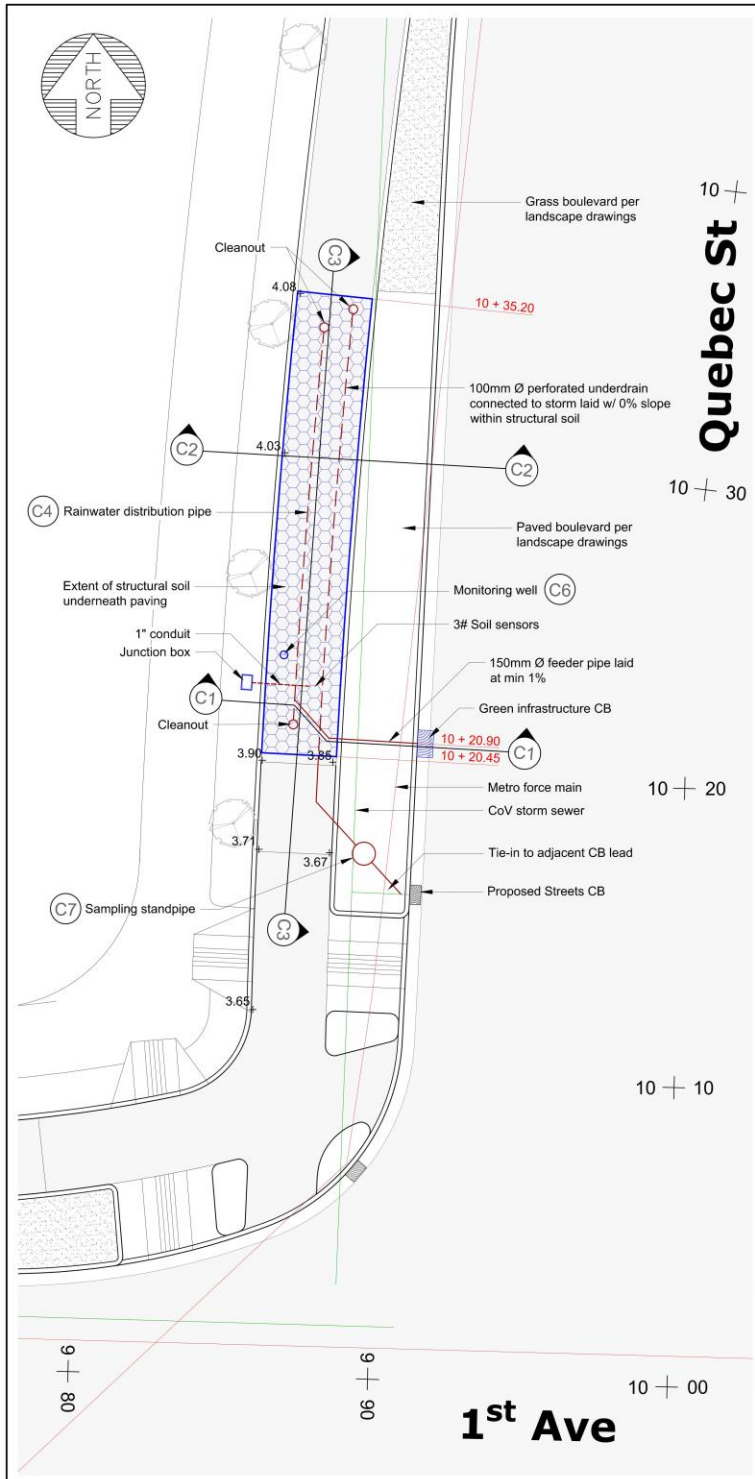 NORTH
10
Quebec St
Grass boulevard per
landscape drawings
Cleanout
C3
4.08
10 + 35.20
100mm Ø perforated underdrain
connected to storm laid w/ 0% slope
within structural soil
4.03
C2
C2
10 30
C4
Rainwater distribution pipe
Paved boulevard per
landscape drawings
Extent of structural soil
underneath paving
Monitoring well
C6
1" conduit
3# Soil sensors
Junction box
150mm Ø feeder pipe laid
at min 1%
C1
Green infrastructure CB
Cleanout
10 + 20.90
C1
10 + 20.45
3.90
3.85
Metro force main
10 20
CoV storm sewer
3.71
3.67
Tie-in to adjacent CB lead
Proposed Streets CB
C7
Sampling standpipe
C3
3.65
10 10
9 80
9 90
10 00
1st Ave